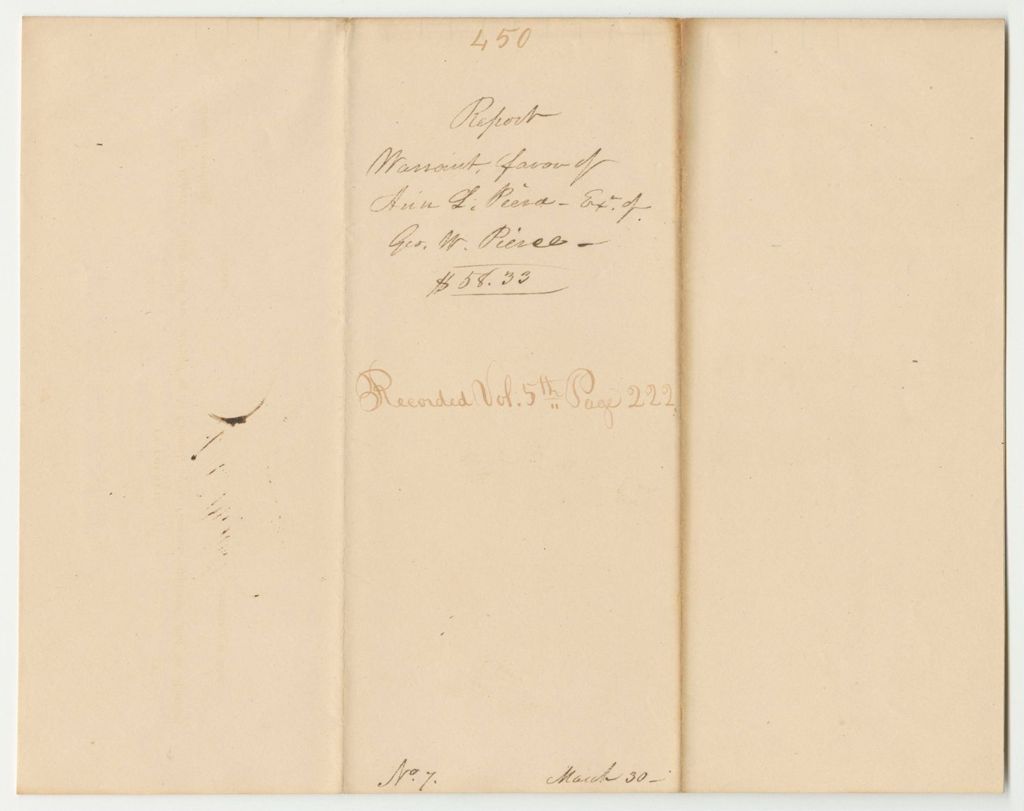 450
Report
Warrant, favor of
Ann L. Pierce - Exr. of
Geo. W. Pierce -
$ 58.33
Recorded Vol. 5th Page 222
No. 7. March 30 -